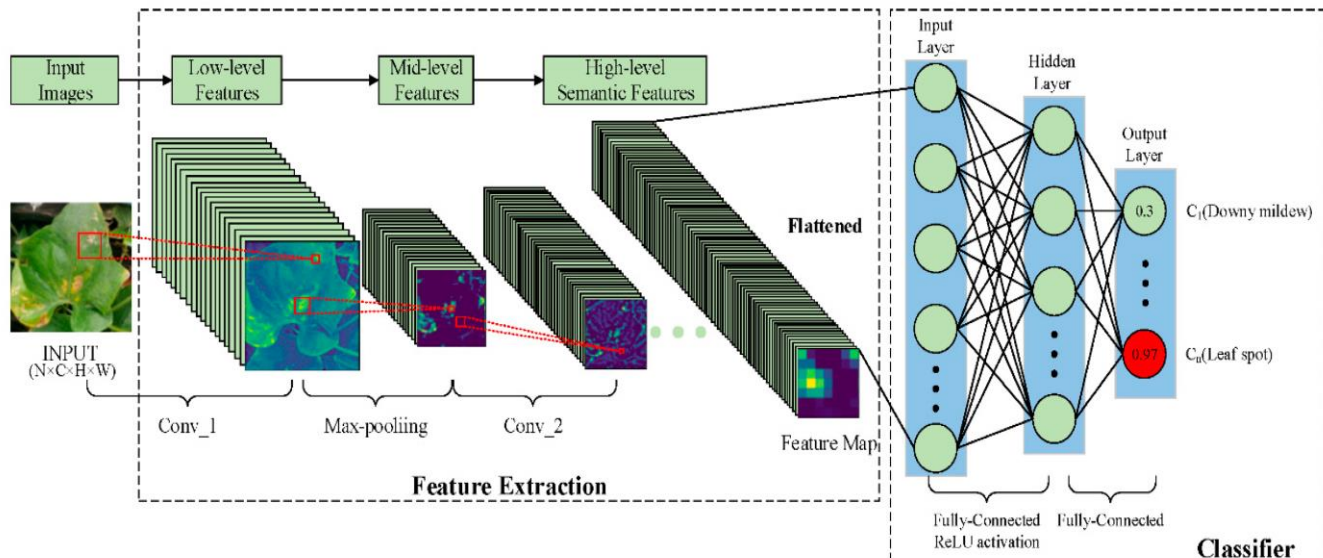 Input
Images
Low-level
Features
Mid-level
Features
High-level
Semantic Features
INPUT
(N×C×H×W)
Conv_1
Max-pooliing
Conv_2
Flattened
Feature Map
Feature Extraction
Input
Layer
Hidden
Layer
Output
Layer
0.3
C1(Downy mildew)
0.97
Cn(Leaf spot)
Fully-Connected
ReLU activation
Fully-Connected
Classifier